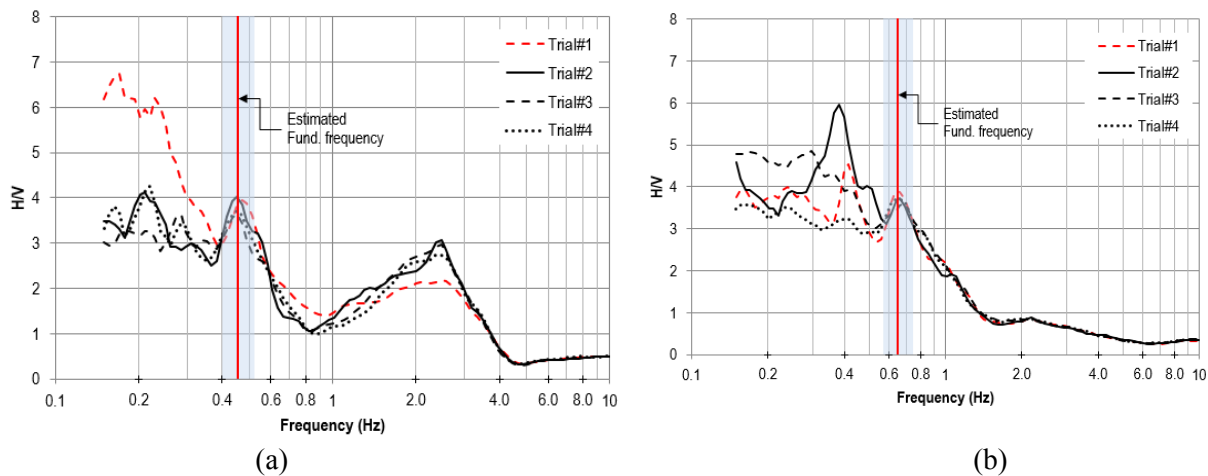 8
7
6
5
4
3
2
1
0
H/V
Trial#1
Trial#2
Trial#3
Trial#4
Estimated
Fund. frequency
0.1 0.2 0.4 0.6 0.8 1 2.0 4.0 6.0 8.0 10
Frequency (Hz)
(a)
8
7
6
5
4
3
2
1
0
H/V
Trial#1
Trial#2
Trial#3
Trial#4
Estimated
Fund. frequency
0.1 0.2 0.4 0.6 0.8 1 2.0 4.0 6.0 8.0 10
Frequency (Hz)
(b)